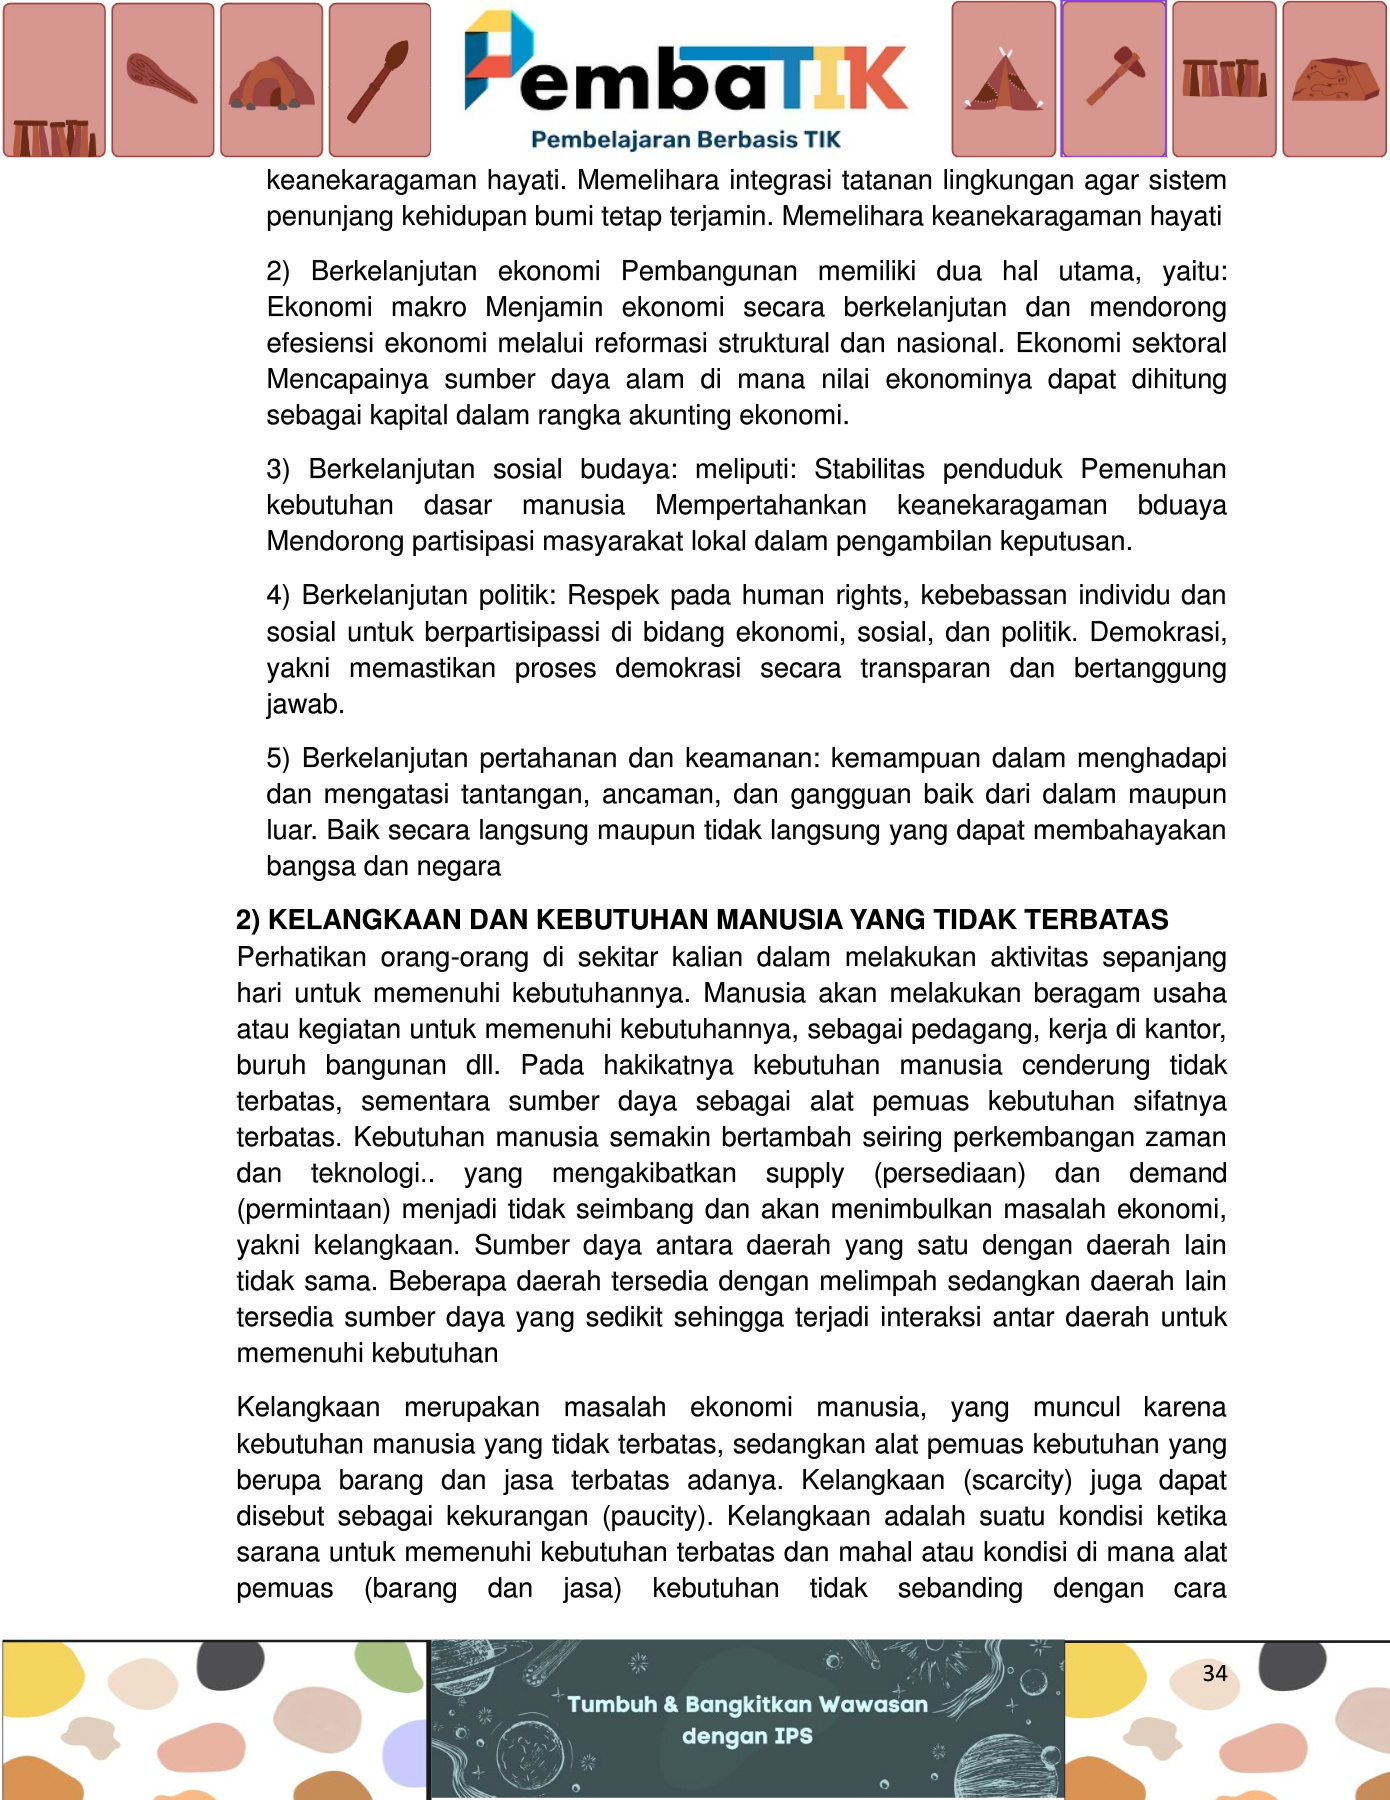 PembaTIK
Pembelajaran Berbasis TIK
keanekaragaman hayati. Memelihara integrasi tatanan lingkungan agar sistem
penunjang kehidupan bumi tetap terjamin. Memelihara keanekaragaman hayati
2) Berkelanjutan ekonomi Pembangunan memiliki dua hal utama, yaitu:
Ekonomi makro Menjamin ekonomi secara berkelanjutan dan mendorong
efesiensi ekonomi melalui reformasi struktural dan nasional. Ekonomi sektoral
Mencapainya sumber daya alam di mana nilai ekonominya dapat dihitung
sebagai kapital dalam rangka akunting ekonomi.
3) Berkelanjutan sosial budaya: meliputi: Stabilitas penduduk Pemenuhan
kebutuhan dasar manusia Mempertahankan keanekaragaman bduaya
Mendorong partisipasi masyarakat lokal dalam pengambilan keputusan.
4) Berkelanjutan politik: Respek pada human rights, kebebassan individu dan
sosial untuk berpartisipassi di bidang ekonomi, sosial, dan politik. Demokrasi,
yakni memastikan proses demokrasi secara transparan dan bertanggung
jawab.
5) Berkelanjutan pertahanan dan keamanan: kemampuan dalam menghadapi
dan mengatasi tantangan, ancaman, dan gangguan baik dari dalam maupun
luar. Baik secara langsung maupun tidak langsung yang dapat membahayakan
bangsa dan negara
2) KELANGKAAN DAN KEBUTUHAN MANUSIA YANG TIDAK TERBATAS
Perhatikan orang-orang di sekitar kalian dalam melakukan aktivitas sepanjang
hari untuk memenuhi kebutuhannya. Manusia akan melakukan beragam usaha
atau kegiatan untuk memenuhi kebutuhannya, sebagai pedagang, kerja di kantor,
buruh bangunan dll. Pada hakikatnya kebutuhan manusia cenderung tidak
terbatas, sementara sumber daya sebagai alat pemuas kebutuhan sifatnya
terbatas. Kebutuhan manusia semakin bertambah seiring perkembangan zaman
dan teknologi.. yang mengakibatkan supply (persediaan) dan demand
(permintaan) menjadi tidak seimbang dan akan menimbulkan masalah ekonomi,
yakni kelangkaan. Sumber daya antara daerah yang satu dengan daerah lain
tidak sama. Beberapa daerah tersedia dengan melimpah sedangkan daerah lain
tersedia sumber daya yang sedikit sehingga terjadi interaksi antar daerah untuk
memenuhi kebutuhan
Kelangkaan merupakan masalah ekonomi manusia, yang muncul karena
kebutuhan manusia yang tidak terbatas, sedangkan alat pemuas kebutuhan yang
berupa barang dan jasa terbatas adanya. Kelangkaan (scarcity) juga dapat
disebut sebagai kekurangan (paucity). Kelangkaan adalah suatu kondisi ketika
sarana untuk memenuhi kebutuhan terbatas dan mahal atau kondisi di mana alat
pemuas (barang dan jasa) kebutuhan tidak sebanding dengan cara
34
Tumbuh & Bangkitkan Wawasan
dengan IPS